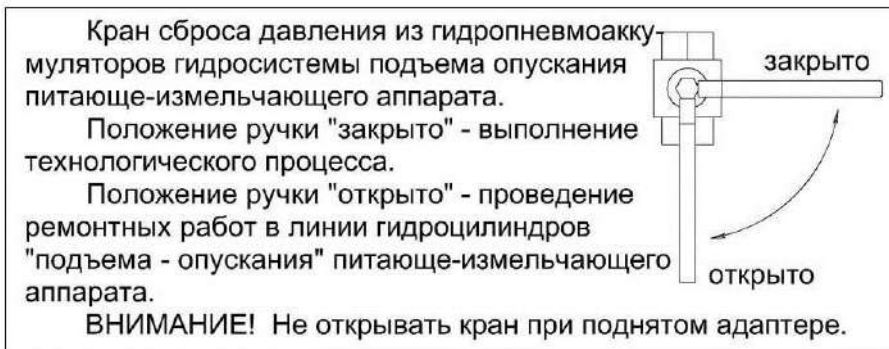 Кран сброса давления из гидропневмоакку-
муляторов гидросистемы подъема опускания
питающе-измельчающего аппарата.
Положение ручки "закрыто" - выполнение
технологического процесса.
Положение ручки "открыто" - проведение
ремонтных работ в линии гидроцилиндров
"подъема - опускания" питающе-измельчающего
аппарата.
ВНИМАНИЕ! Не открывать кран при поднятом адаптере.
закрыто
открыто